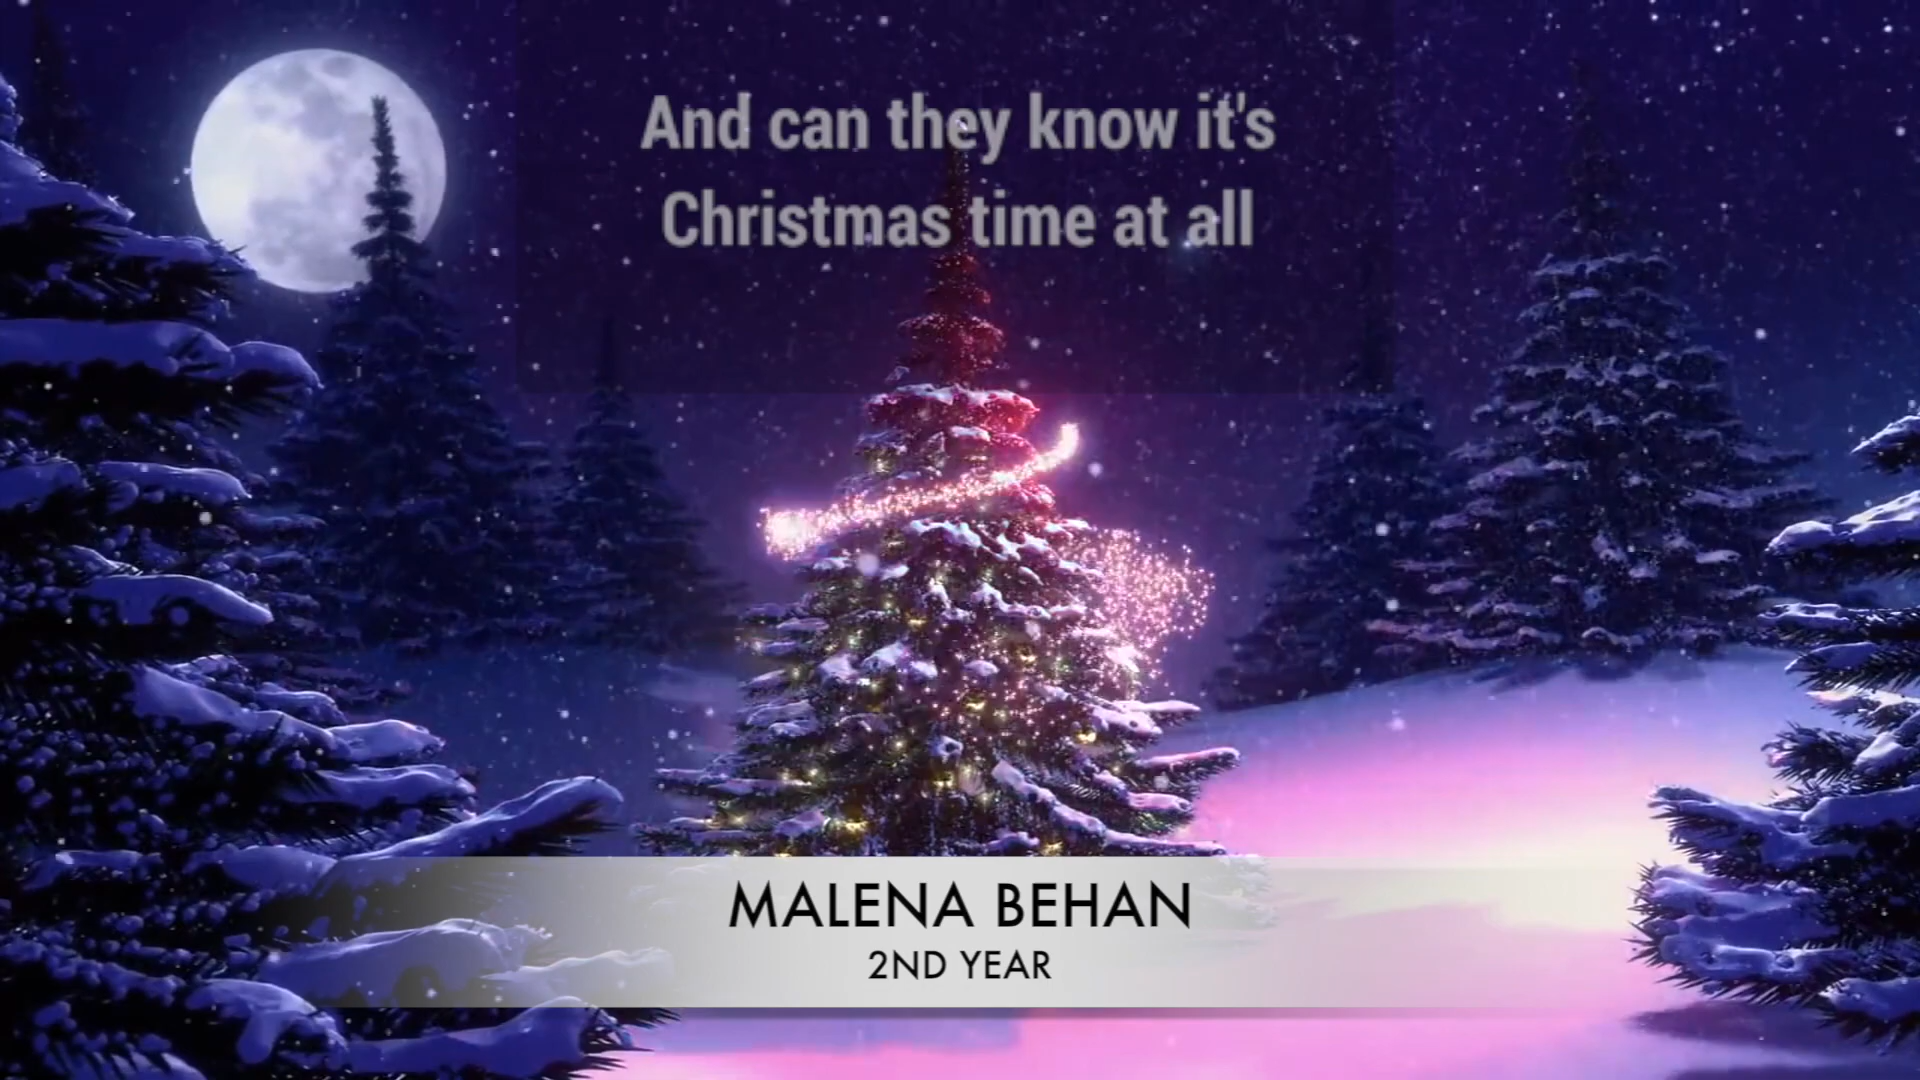 And can they know it's
Christmas time at all
MALENA BEHAN
2ND YEAR